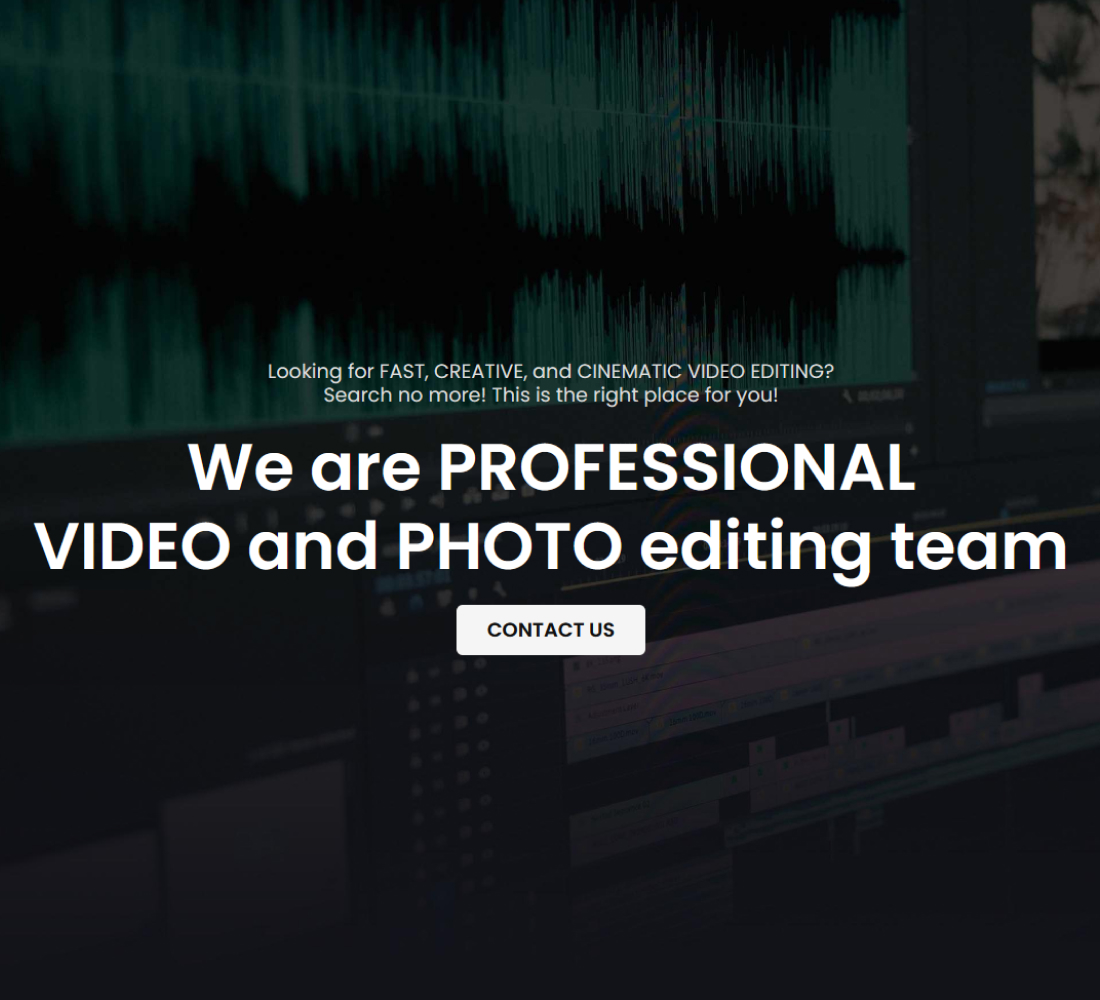 Looking for FAST, CREATIVE, and CINEMATIC VIDEO EDITING?
Search no more! This is the right place for you!
We are PROFESSIONAL
VIDEO and PHOTO editing team
CONTACT US